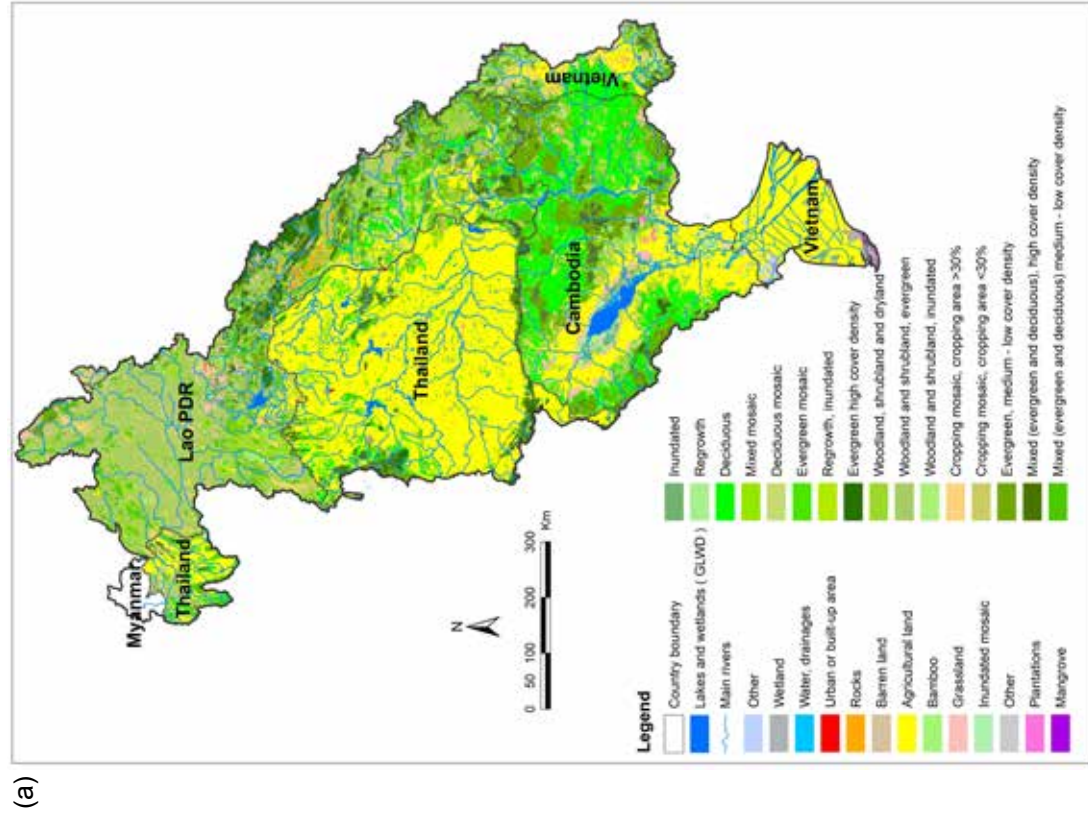 (a)
Myanmar
Thailand
Lao PDR
Thailand
Cambodia
Vietnam
Vietnam
N
0 50 100 200 300
Km
Legend
Country boundary
Lakes and wetlands ( GLWD )
Main rivers
Other
Wetland
Water, drainages
Urban or built-up area
Rocks
Barren land
Agricultural land
Bamboo
Grassland
Inundated mosaic
Other
Plantations
Mangrove
Inundated
Regrowth
Deciduous
Mixed mosaic
Deciduous mosaic
Evergreen mosaic
Regrowth, inundated
Evergreen high cover density
Woodland, shrubland and dryland
Woodland and shrubland, evergreen
Woodland and shrubland, inundated
Cropping mosaic, cropping area >30%
Cropping mosaic, cropping area <30%
Evergreen, medium - low cover density
Mixed (evergreen and deciduous), high cover density
Mixed (evergreen and deciduous) medium - low cover density